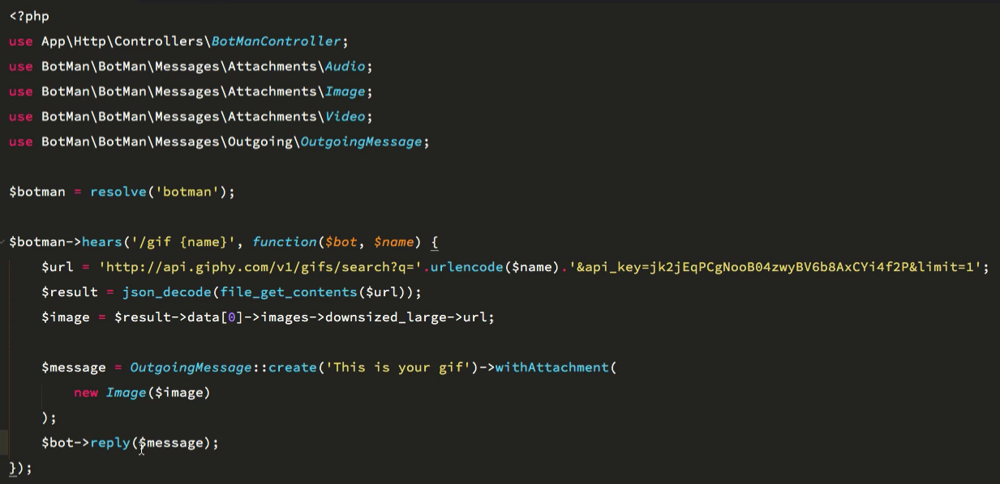 <?php
use App\Http\Controllers\BotManController;
use BotMan\BotMan\Messages\Attachments\Audio;
use BotMan\BotMan\Messages\Attachments\Image;
use BotMan\BotMan\Messages\Attachments\Video;
use BotMan\BotMan\Messages\Outgoing\OutgoingMessage;
$botman = resolve('botman');
$botman->hears('/gif {name}', function($bot, $name) {
$url = 'http://api.giphy.com/v1/gifs/search?q='.urlencode($name).'&api_key=jk2jEqPCgNooB04zwyBV6b8AxCYi4f2P&limit=1';
$result = json_decode(file_get_contents($url));
$image = $result->data[0]->images->downsized_large->url;
$message = OutgoingMessage::create('This is your gif')->withAttachment(
new Image($image)
);
$bot->reply($message);
});